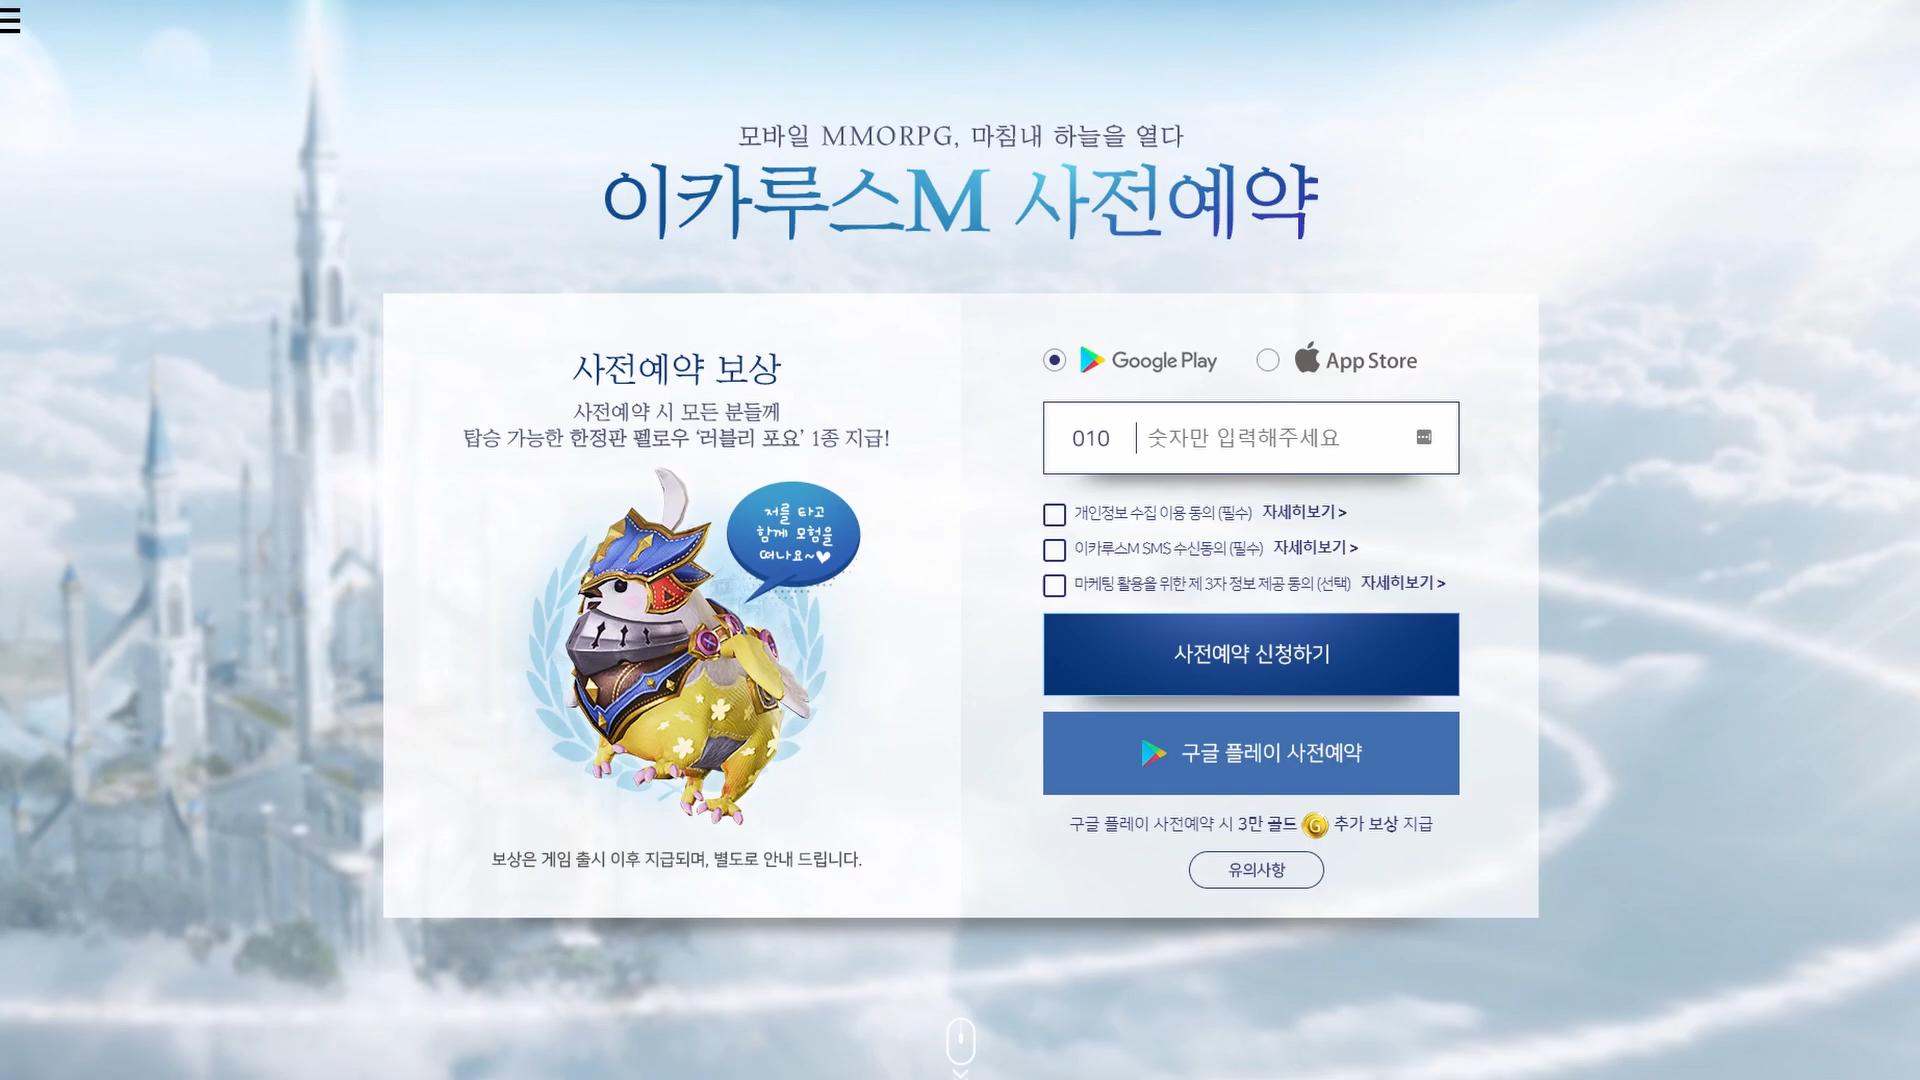 모바일 MMORPG, 마침내 하늘을 열다
이카루스M 사전예약
사전예약 보상
사전예약 시 모든 분들께
탑승 가능한 한정판 펠로우 ‘러블리 포요’ 1종 지급!
저를 타고
함께 모험을
떠나요~♥
보상은 게임 출시 이후 지급되며, 별도로 안내 드립니다.
Google Play App Store
010 숫자만 입력해주세요
개인정보 수집 이용 동의 (필수) 자세히보기 >
이카루스M SMS 수신동의 (필수) 자세히보기 >
마케팅 활용을 위한 제 3자 정보 제공 동의 (선택) 자세히보기 >
사전예약 신청하기
구글 플레이 사전예약
구글 플레이 사전예약 시 3만 골드 G 추가 보상 지급
유의사항